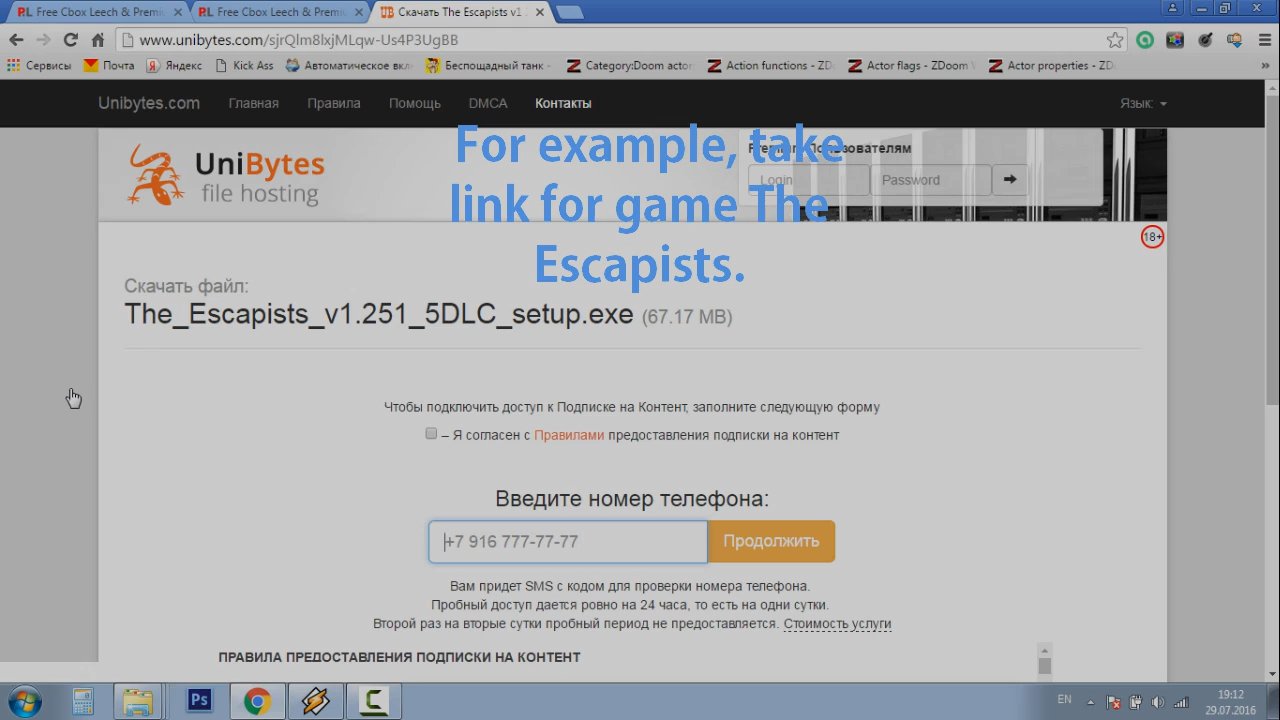 RL Free Cbox Leech & Premi
RL Free Cbox Leech & Premi
UB Скачать The Escapists v1
www.unibytes.com/sjrQlm8lxjMLqw-Us4P3UgBB
Сервисы
Почта
Яндекс
Kick Ass
Автоматическое вкл
Беспощадный танк -
Category:Doom actor
Action functions - ZD
Actor flags - ZDoom
Actor properties - ZD
Unibytes.com
Главная
Правила
Помощь
DMCA
Контакты
Язык:
For example, take
link for game The
Escapists.
UniBytes
file hosting
Login
Password
18+
Скачать файл:
The_Escapists_v1.251_5DLC_setup.exe (67.17 MB)
Чтобы подключить доступ к Подписке на Контент, заполните следующую форму
– Я согласен с Правилами предоставления подписки на контент
Введите номер телефона:
+7 916 777-77-77
Продолжить
Вам придет SMS с кодом для проверки номера телефона.
Пробный доступ дается ровно на 24 часа, то есть на одни сутки.
Второй раз на вторые сутки пробный период не предоставляется. Стоимость услуги
ПРАВИЛА ПРЕДОСТАВЛЕНИЯ ПОДПИСКИ НА КОНТЕНТ
Ps
C
EN
19:12
29.07.2016